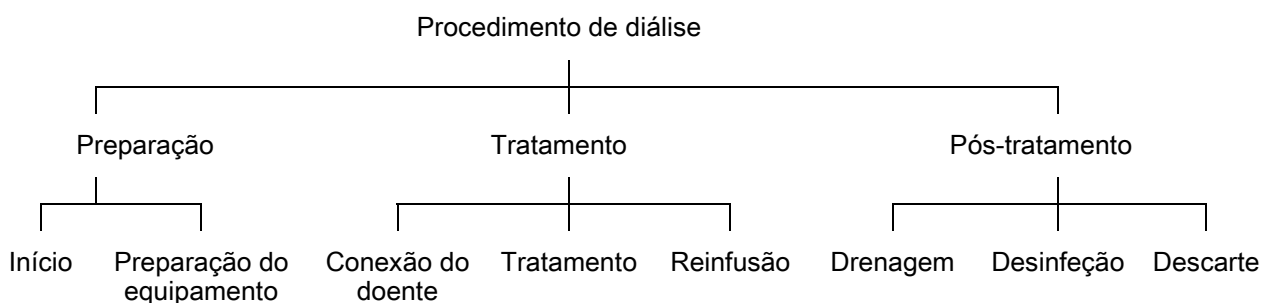 Procedimento de diálise
Preparação
Tratamento
Pós-tratamento
Início
Preparação do
equipamento
Conexão do
doente
Tratamento
Reinfusão
Drenagem
Desinfeção
Descarte